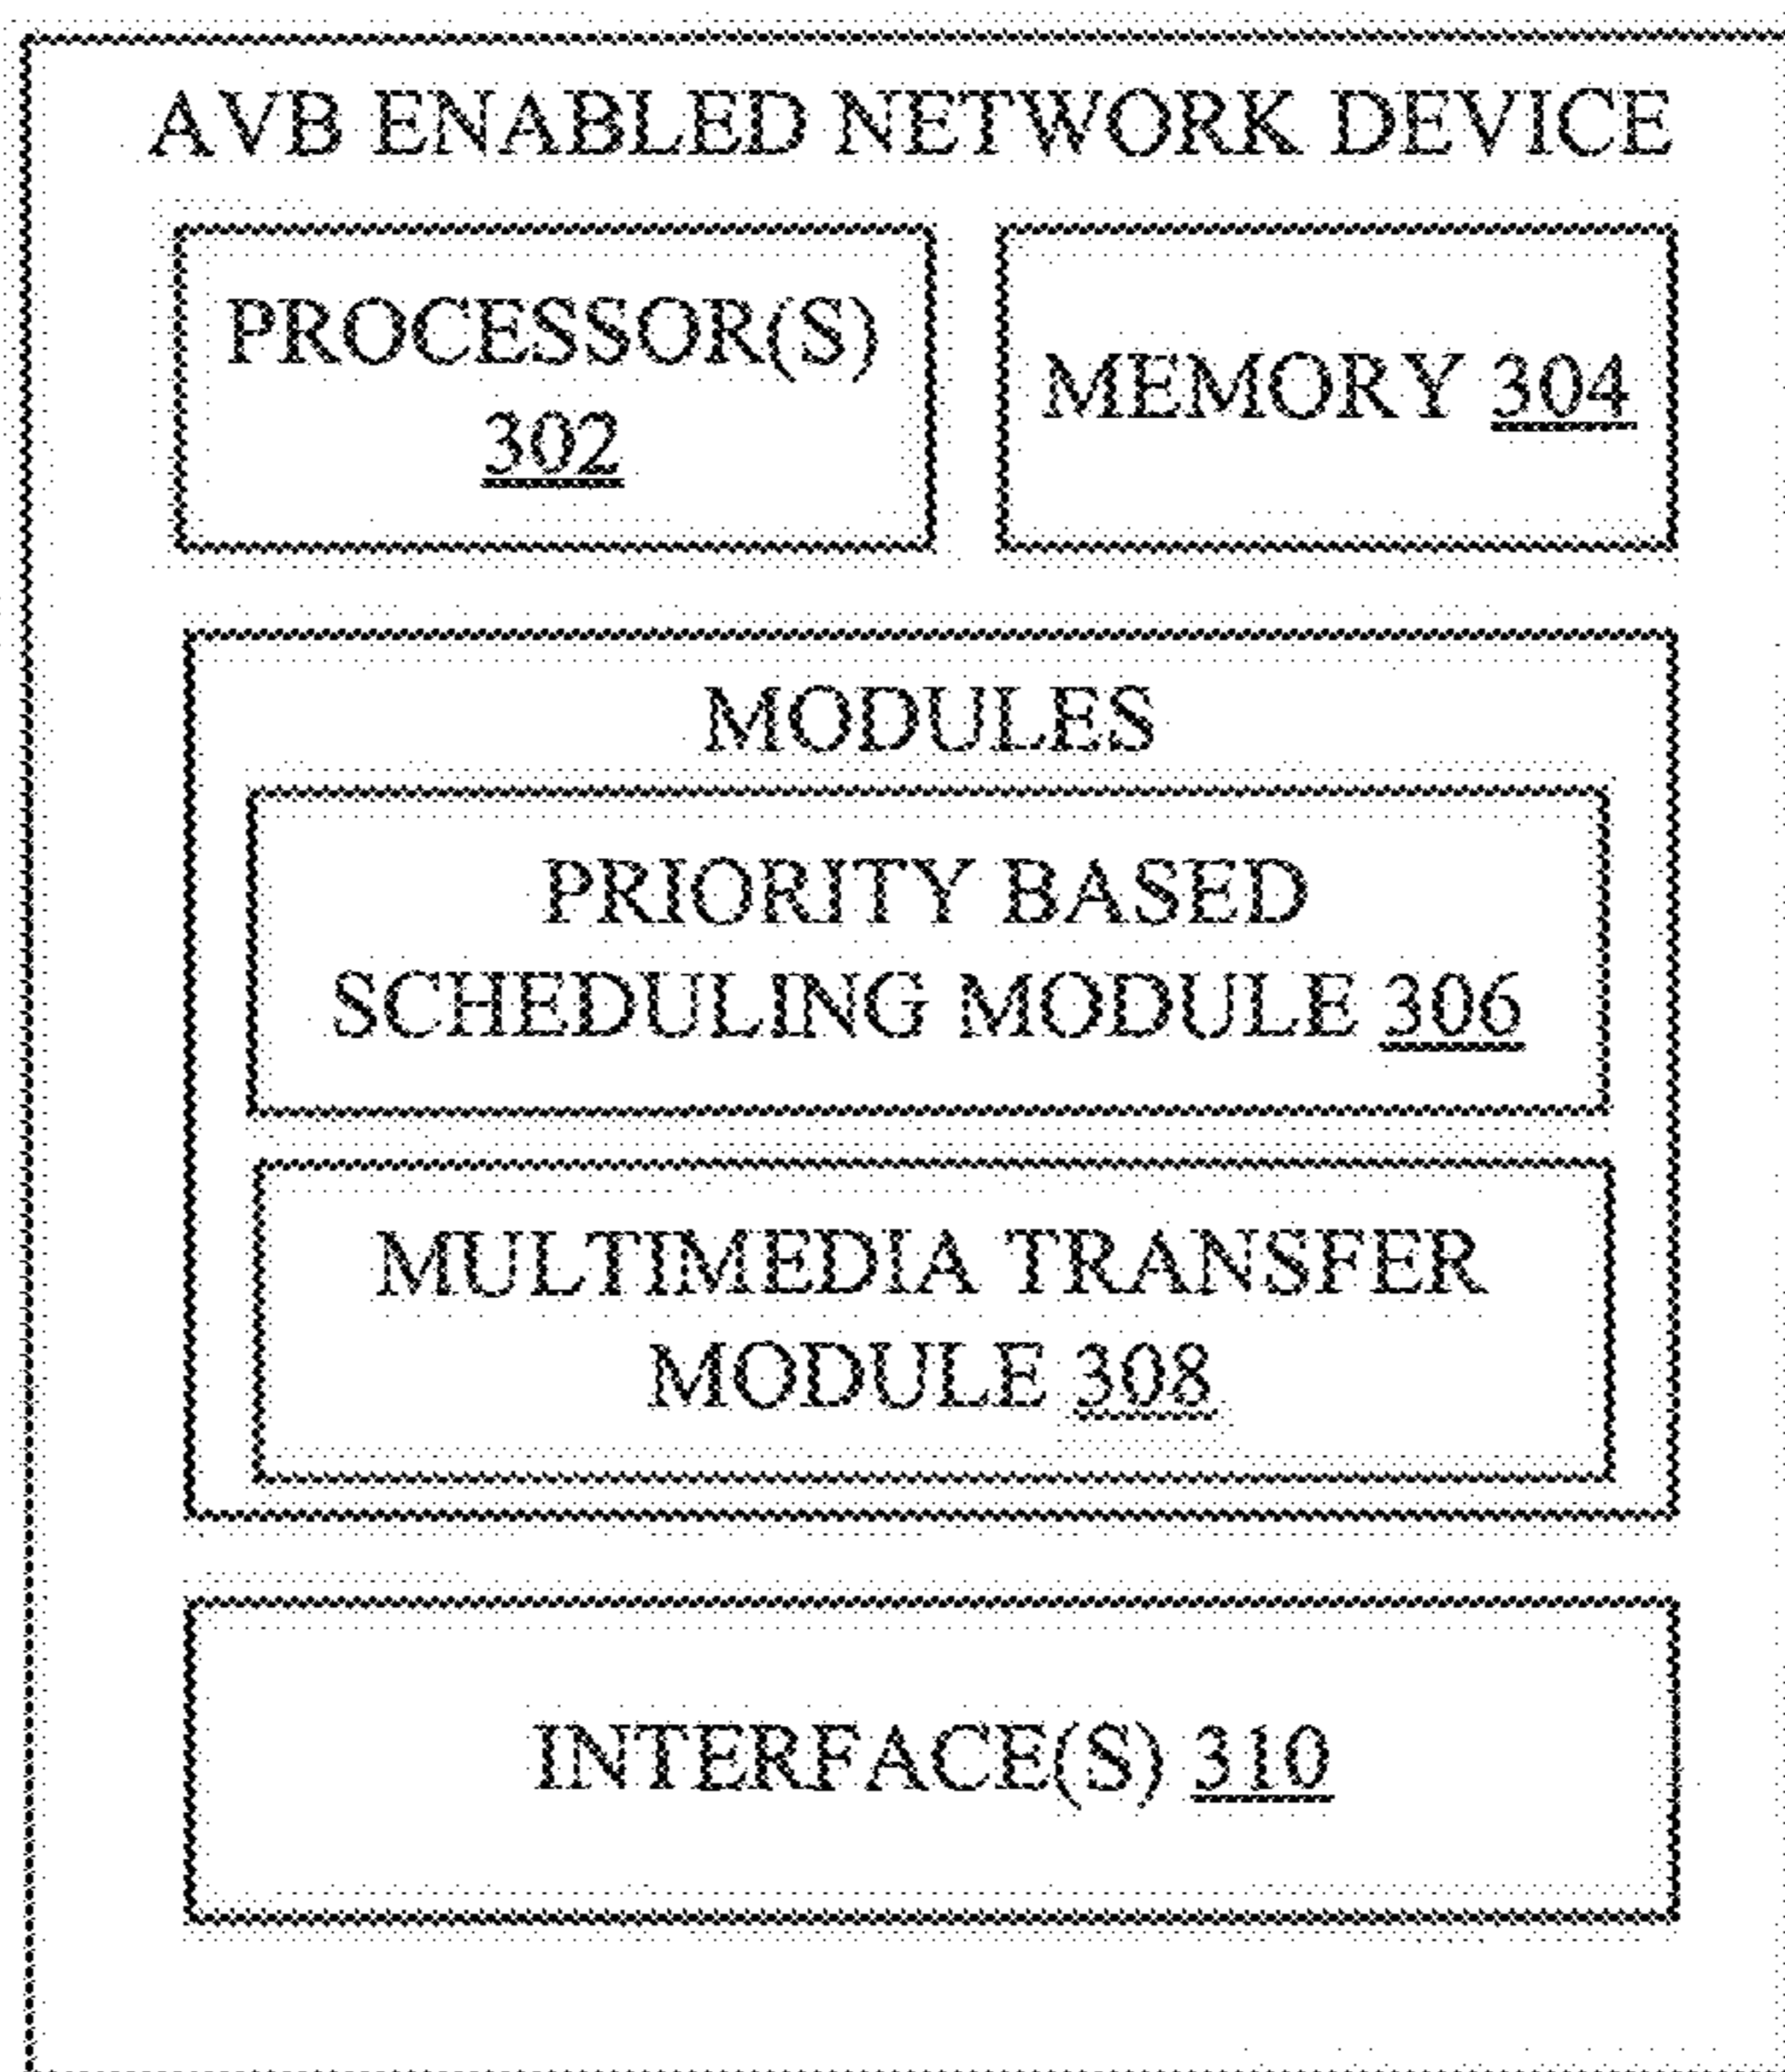 AVB ENABLED NETWORK DEVICE
PROCESSOR(S)
302
MEMORY 304
MODULES
PRIORITY BASED
SCHEDULING MODULE 306
MULTIMEDIA TRANSFER
MODULE 308
INTERFACE(S) 310